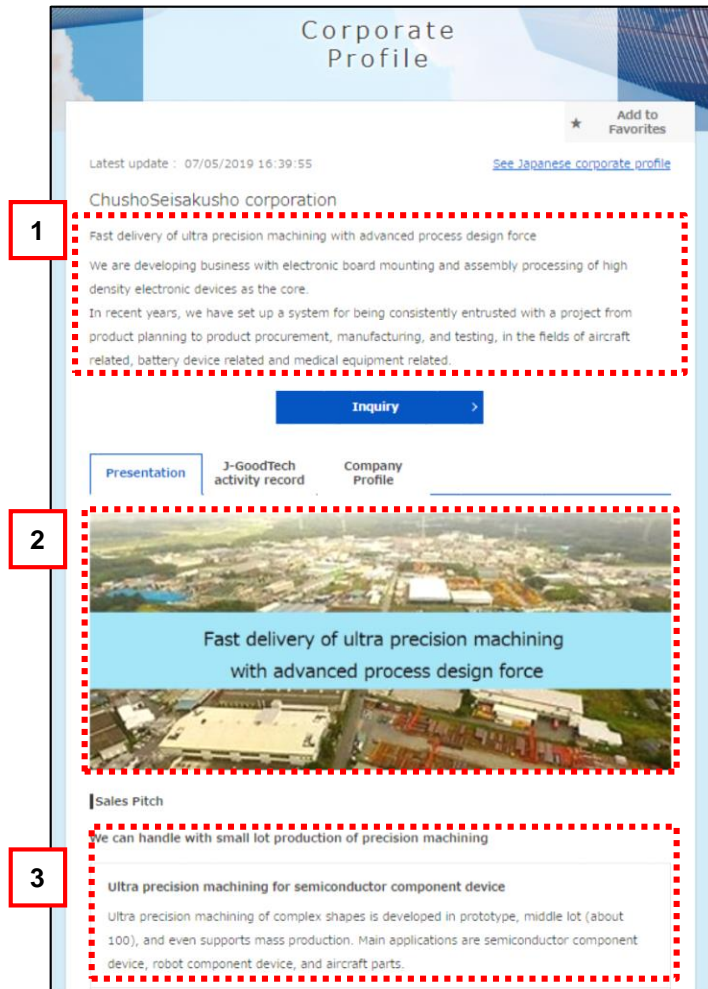 Corporate
Profile
★ Add to
Favorites
Latest update : 07/05/2019 16:39:55
See Japanese corporate profile
ChushoSeisakusho corporation
1
Fast delivery of ultra precision machining with advanced process design force
We are developing business with electronic board mounting and assembly processing of high
density electronic devices as the core.
In recent years, we have set up a system for being consistently entrusted with a project from
product planning to product procurement, manufacturing, and testing, in the fields of aircraft
related, battery device related and medical equipment related.
Inquiry >
Presentation
J-GoodTech
activity record
Company
Profile
2
Fast delivery of ultra precision machining
with advanced process design force
Sales Pitch
We can handle with small lot production of precision machining
3
Ultra precision machining for semiconductor component device
Ultra precision machining of complex shapes is developed in prototype, middle lot (about
100), and even supports mass production. Main applications are semiconductor component
device, robot component device, and aircraft parts.